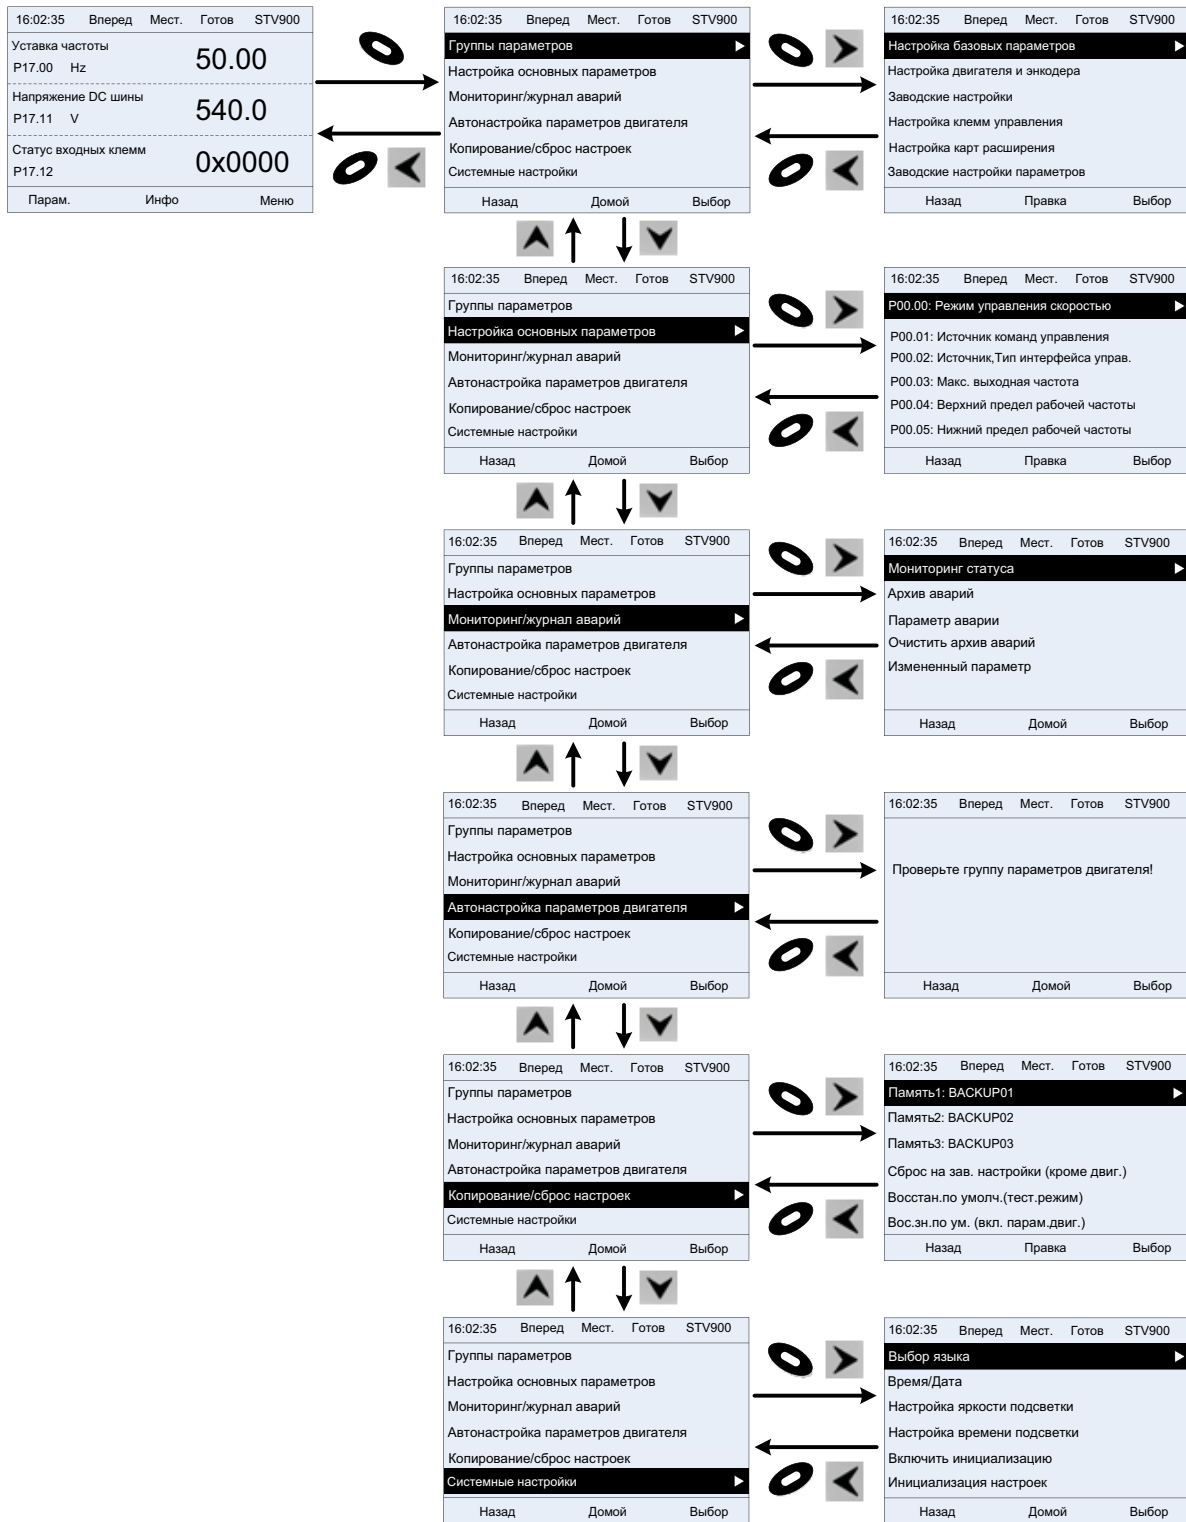 16:02:35 Вперед Мест. Готов STV900
Уставка частоты
P17.00 Hz 50.00
Напряжение DC шины
P17.11 V 540.0
Статус входных клемм
P17.12 0x0000
Парам. Инфо Меню
16:02:35 Вперед Мест. Готов STV900
Группы параметров
Настройка основных параметров
Мониторинг/журнал аварий
Автонастройка параметров двигателя
Копирование/сброс настроек
Системные настройки
Назад Домой Выбор
16:02:35 Вперед Мест. Готов STV900
Настройка базовых параметров
Настройка двигателя и энкодера
Заводские настройки
Настройка клемм управления
Настройка карт расширения
Заводские настройки параметров
Назад Правка Выбор
16:02:35 Вперед Мест. Готов STV900
Группы параметров
Настройка основных параметров
Мониторинг/журнал аварий
Автонастройка параметров двигателя
Копирование/сброс настроек
Системные настройки
Назад Домой Выбор
16:02:35 Вперед Мест. Готов STV900
P00.00: Режим управления скоростью
P00.01: Источник команд управления
P00.02: Источник,Тип интерфейса управ.
P00.03: Макс. выходная частота
P00.04: Верхний предел рабочей частоты
P00.05: Нижний предел рабочей частоты
Назад Правка Выбор
16:02:35 Вперед Мест. Готов STV900
Группы параметров
Настройка основных параметров
Мониторинг/журнал аварий
Автонастройка параметров двигателя
Копирование/сброс настроек
Системные настройки
Назад Домой Выбор
16:02:35 Вперед Мест. Готов STV900
Мониторинг статуса
Архив аварий
Параметр аварии
Очистить архив аварий
Измененный параметр
Назад Домой Выбор
16:02:35 Вперед Мест. Готов STV900
Группы параметров
Настройка основных параметров
Мониторинг/журнал аварий
Автонастройка параметров двигателя
Копирование/сброс настроек
Системные настройки
Назад Домой Выбор
16:02:35 Вперед Мест. Готов STV900
Проверьте группу параметров двигателя!
Назад Домой Выбор
16:02:35 Вперед Мест. Готов STV900
Группы параметров
Настройка основных параметров
Мониторинг/журнал аварий
Автонастройка параметров двигателя
Копирование/сброс настроек
Системные настройки
Назад Домой Выбор
16:02:35 Вперед Мест. Готов STV900
Память1: BACKUP01
Память2: BACKUP02
Память3: BACKUP03
Сброс на зав. настройки (кроме двиг.)
Восстан.по умолч.(тест.режим)
Вос.зн.по ум. (вкл. парам.двиг.)
Назад Правка Выбор
16:02:35 Вперед Мест. Готов STV900
Группы параметров
Настройка основных параметров
Мониторинг/журнал аварий
Автонастройка параметров двигателя
Копирование/сброс настроек
Системные настройки
Назад Домой Выбор
16:02:35 Вперед Мест. Готов STV900
Выбор языка
Время/Дата
Настройка яркости подсветки
Настройка времени подсветки
Включить инициализацию
Инициализация настроек
Назад Домой Выбор